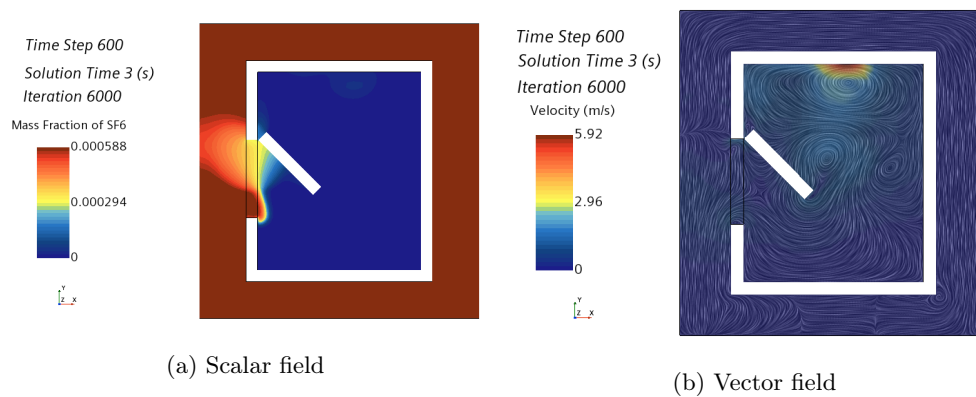 Time Step 600
Solution Time 3 (s)
Iteration 6000
Mass Fraction of SF6
0.000588
0.000294
0
Y
Z X
(a) Scalar field
Time Step 600
Solution Time 3 (s)
Iteration 6000
Velocity (m/s)
5.92
2.96
0
Y
Z X
(b) Vector field